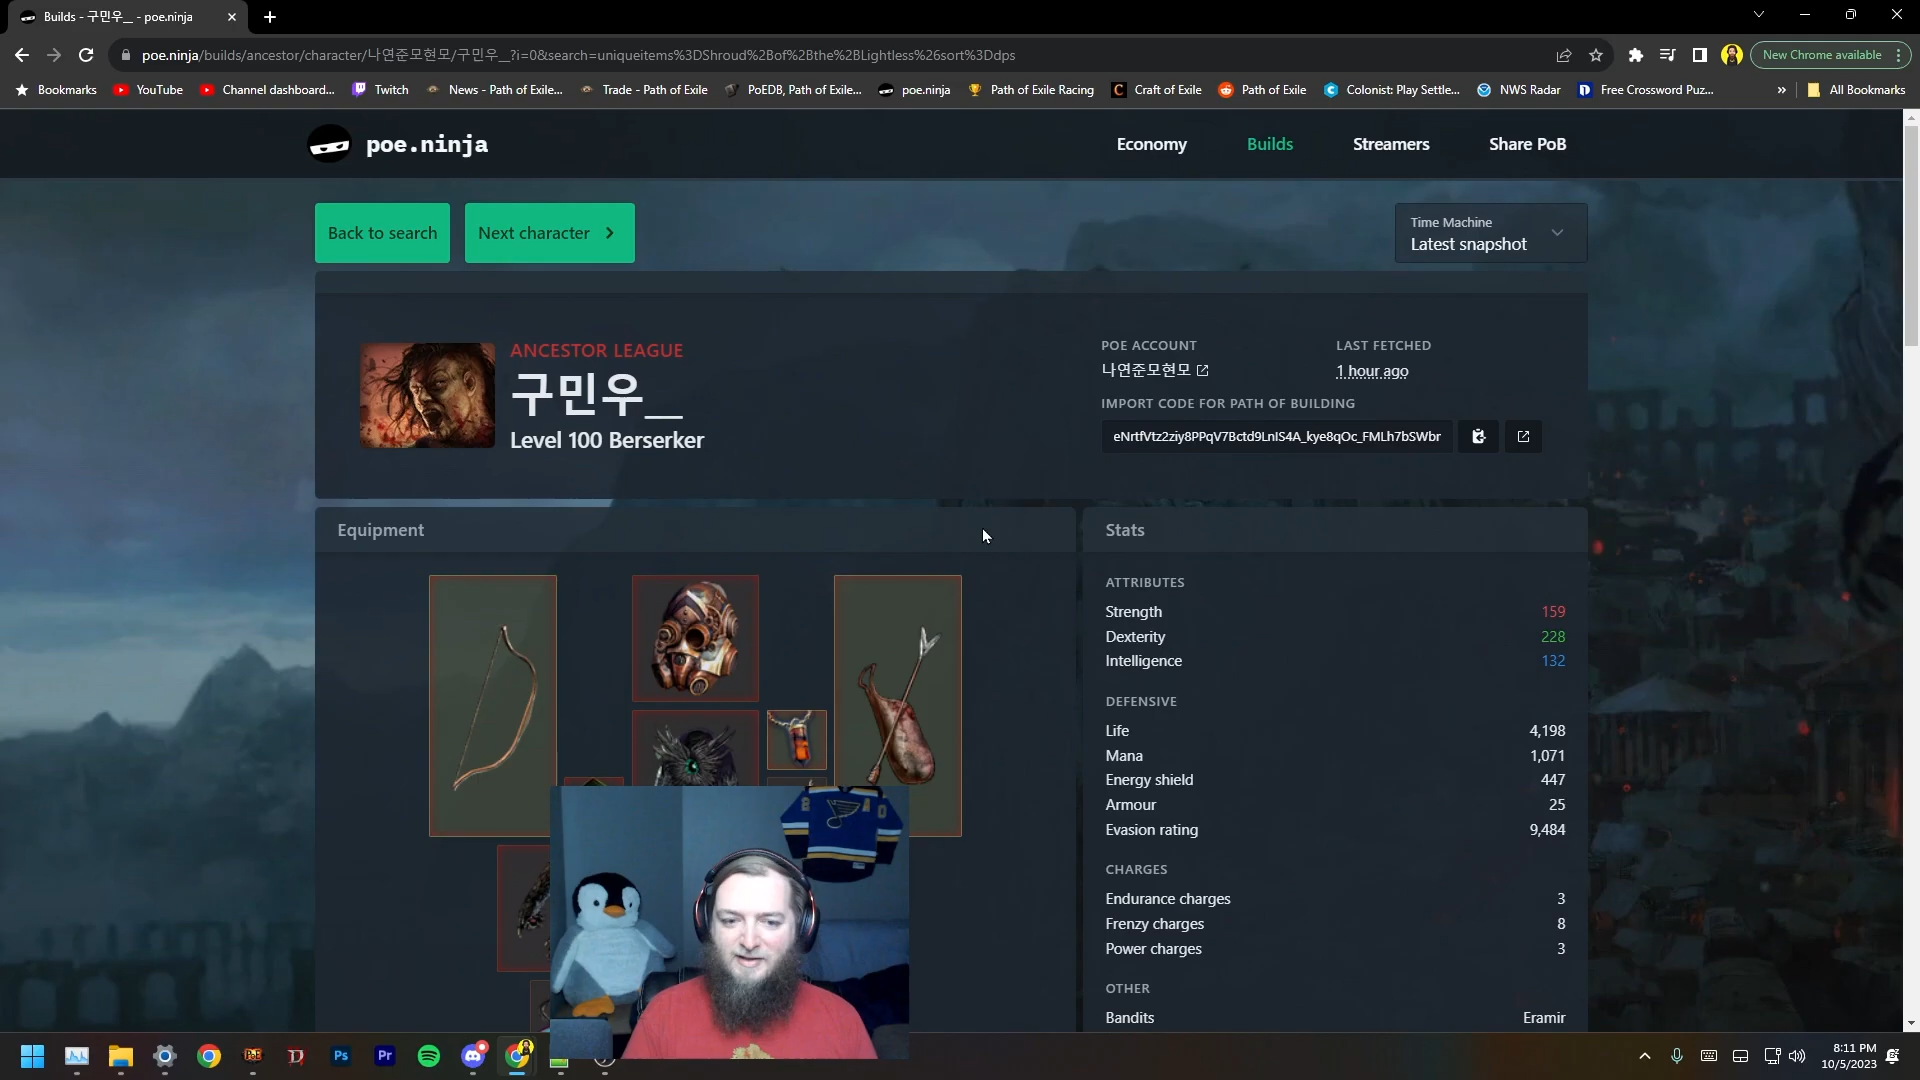 Builds - 구민우__ - poe.ninja
poe.ninja/builds/ancestor/character/나연준모현모/구민우__?i=0&search=uniqueitems%3DShroud%2Bof%2Bthe%2BLightless%26sort%3Ddps
New Chrome available
Bookmarks
YouTube
Channel dashboard...
Twitch
News - Path of Exile...
Trade - Path of Exile
PoEDB, Path of Exile...
poe.ninja
Path of Exile Racing
Craft of Exile
Path of Exile
Colonist: Play Settle...
NWS Radar
Free Crossword Puz...
»
All Bookmarks
poe.ninja
Economy
Builds
Streamers
Share PoB
Back to search
Next character
Time Machine
Latest snapshot
ANCESTOR LEAGUE
구민우__
Level 100 Berserker
POE ACCOUNT
나연준모현모
LAST FETCHED
1 hour ago
IMPORT CODE FOR PATH OF BUILDING
eNrtfVtz2ziy8PPqV7Bctd9LnIS4A_kye8qOc_FMLh7bSWbr
Equipment
Stats
ATTRIBUTES
Strength 159
Dexterity 228
Intelligence 132
DEFENSIVE
Life 4,198
Mana 1,071
Energy shield 447
Armour 25
Evasion rating 9,484
CHARGES
Endurance charges 3
Frenzy charges 8
Power charges 3
OTHER
Bandits Eramir
Ps
Pr
8:11 PM
10/5/2023